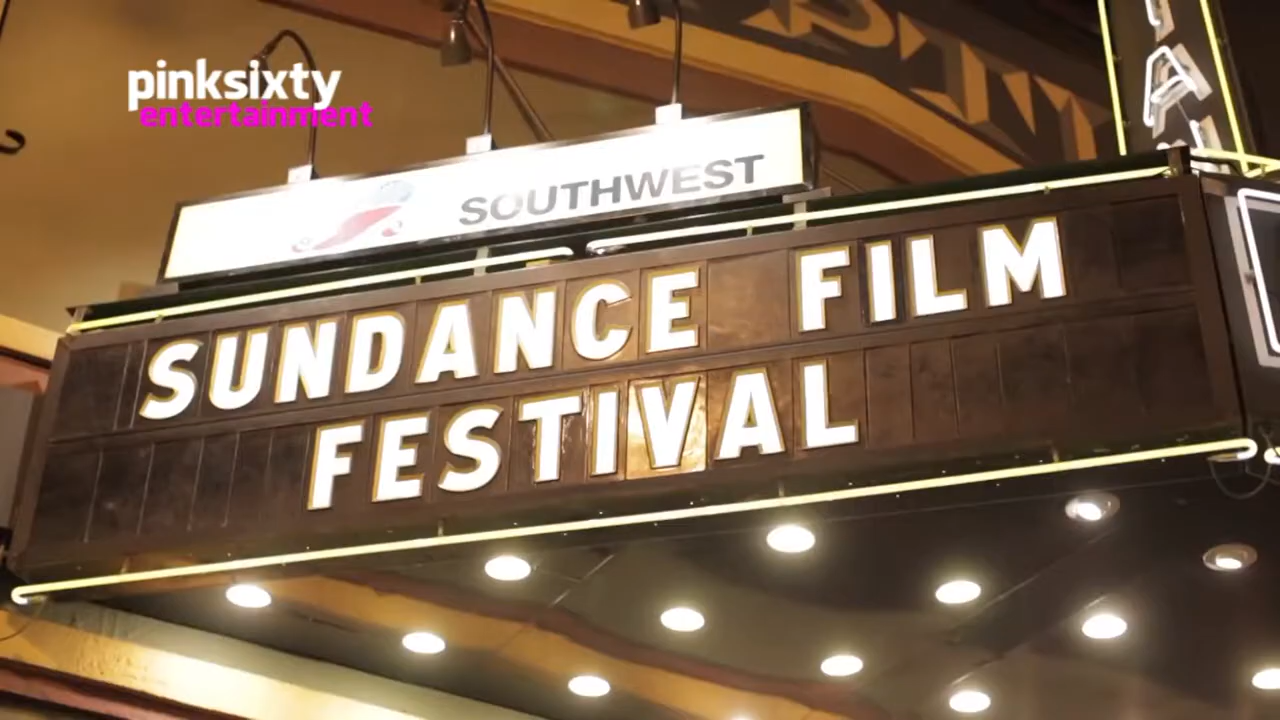 pinksixty
entertainment
SOUTHWEST
SUNDANCE FILM
FESTIVAL